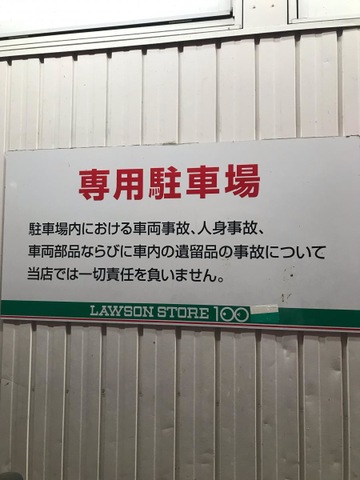 専用駐車場
駐車場内における車両事故、人身事故、
車両部品ならびに車内の遺留品の事故について
当店では一切責任を負いません。
LAWSON STORE 100